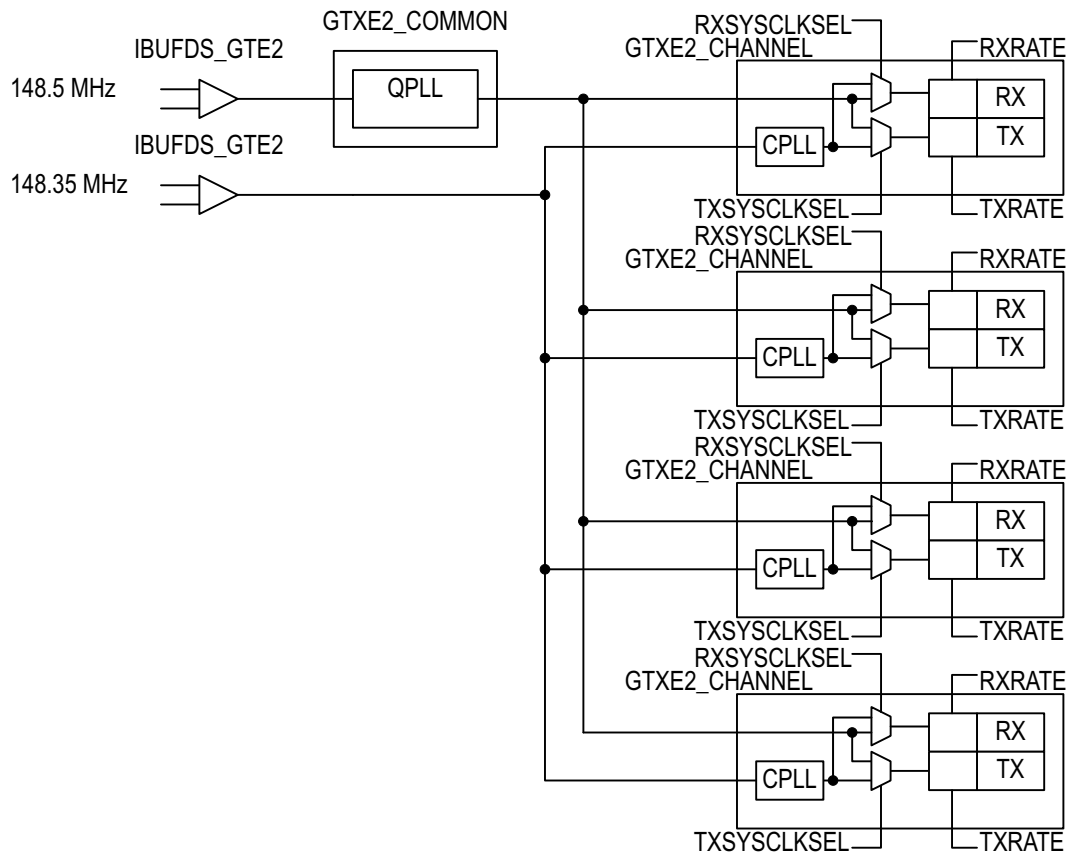 RXSYSCLKSEL
GTXE2_COMMON
IBUFDS_GTE2
GTXE2_CHANNEL
RXRATE
148.5 MHz
QPLL
RX
TX
CPLL
IBUFDS_GTE2
148.35 MHz
TXSYSCLKSEL
TXRATE
RXSYSCLKSEL
GTXE2_CHANNEL
RXRATE
RX
TX
CPLL
TXSYSCLKSEL
TXRATE
RXSYSCLKSEL
GTXE2_CHANNEL
RXRATE
RX
TX
CPLL
TXSYSCLKSEL
TXRATE
RXSYSCLKSEL
GTXE2_CHANNEL
RXRATE
RX
TX
CPLL
TXSYSCLKSEL
TXRATE